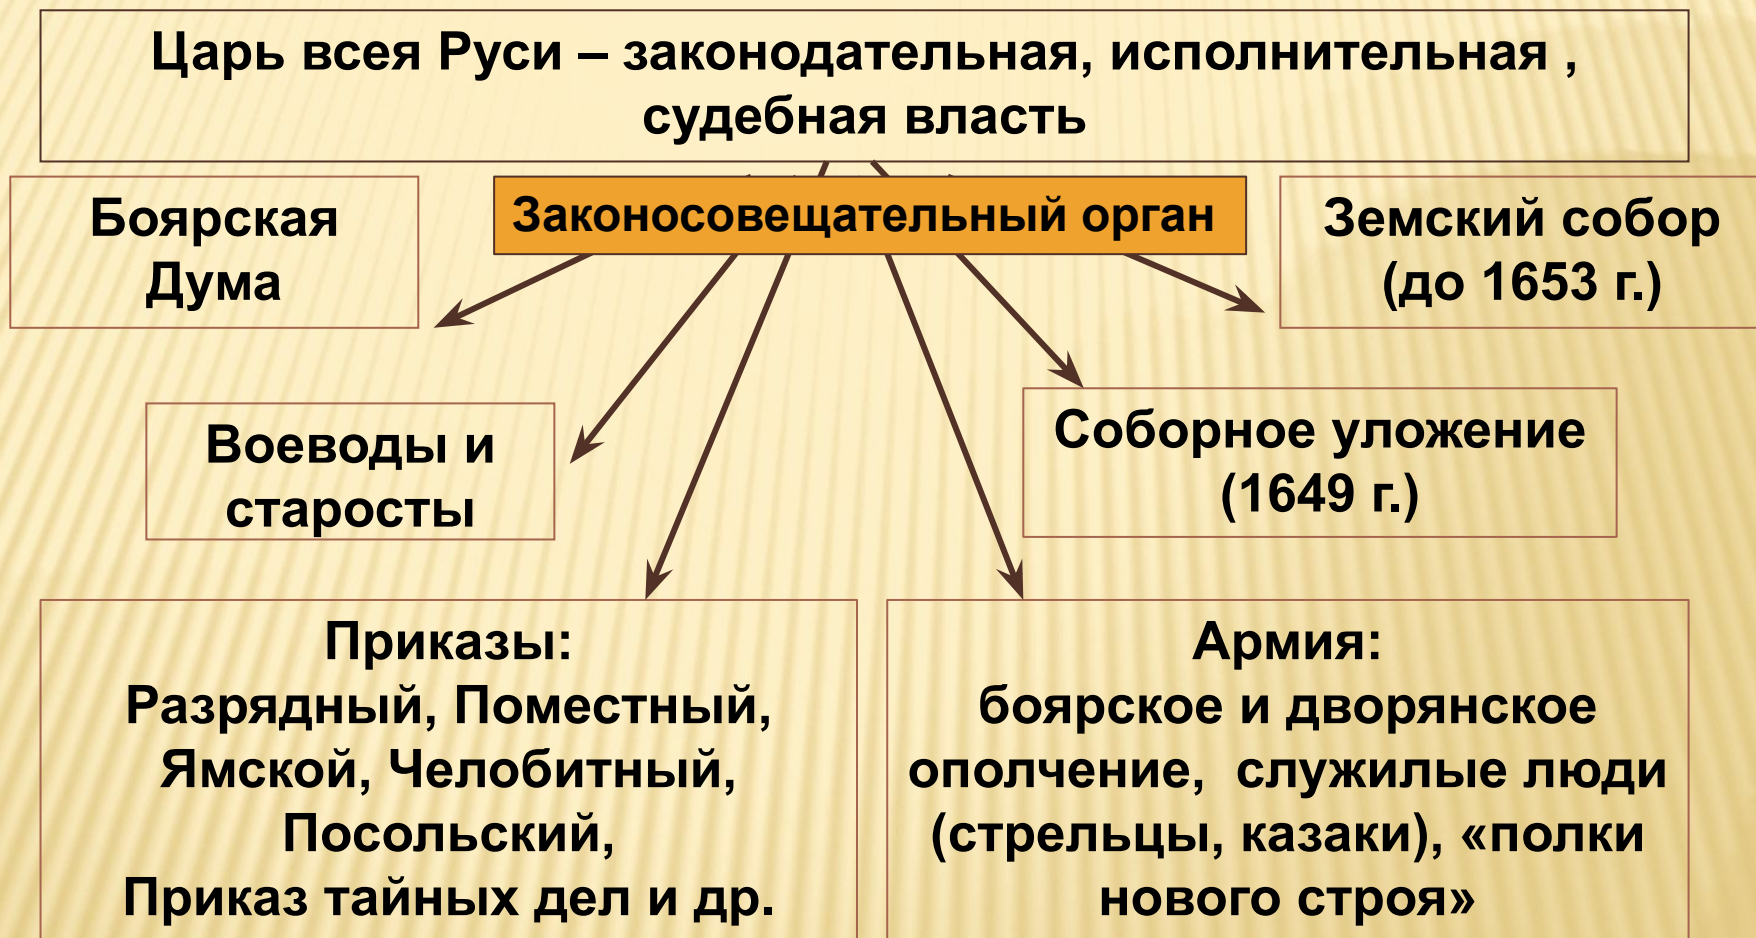 Царь всея Руси – законодательная, исполнительная ,
судебная власть
Боярская
Дума
Законосовещательный орган
Земский собор
(до 1653 г.)
Воеводы и
старосты
Соборное уложение
(1649 г.)
Приказы:
Разрядный, Поместный,
Ямской, Челобитный,
Посольский,
Приказ тайных дел и др.
Армия:
боярское и дворянское
ополчение,  служилые люди
(стрельцы, казаки), «полки
нового строя»